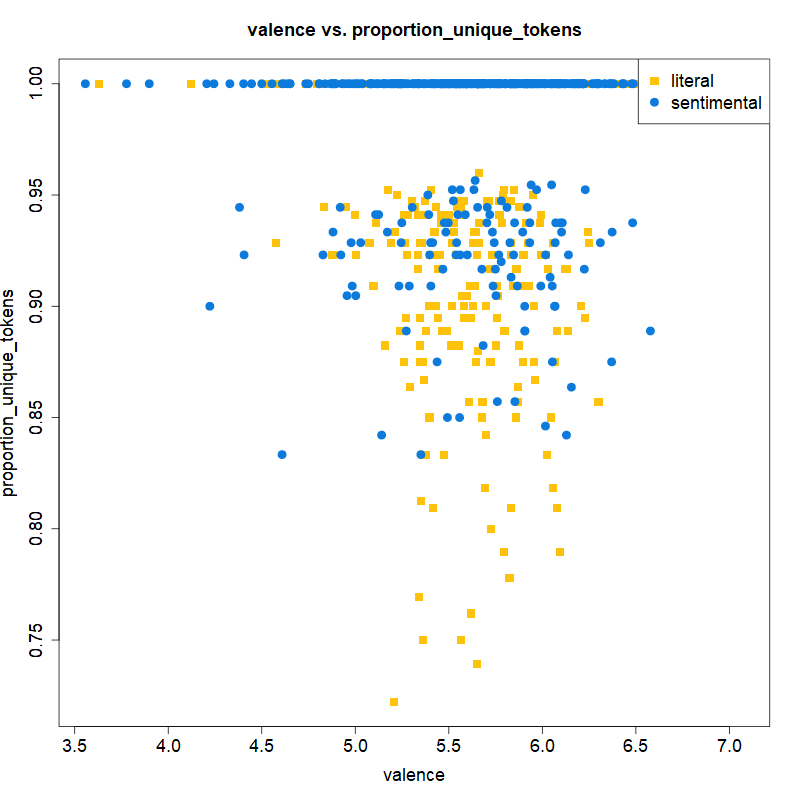 valence vs. proportion_unique_tokens
literal
sentimental
proportion_unique_tokens
1.00
0.95
0.90
0.85
0.80
0.75
3.5 4.0 4.5 5.0 5.5 6.0 6.5 7.0
valence